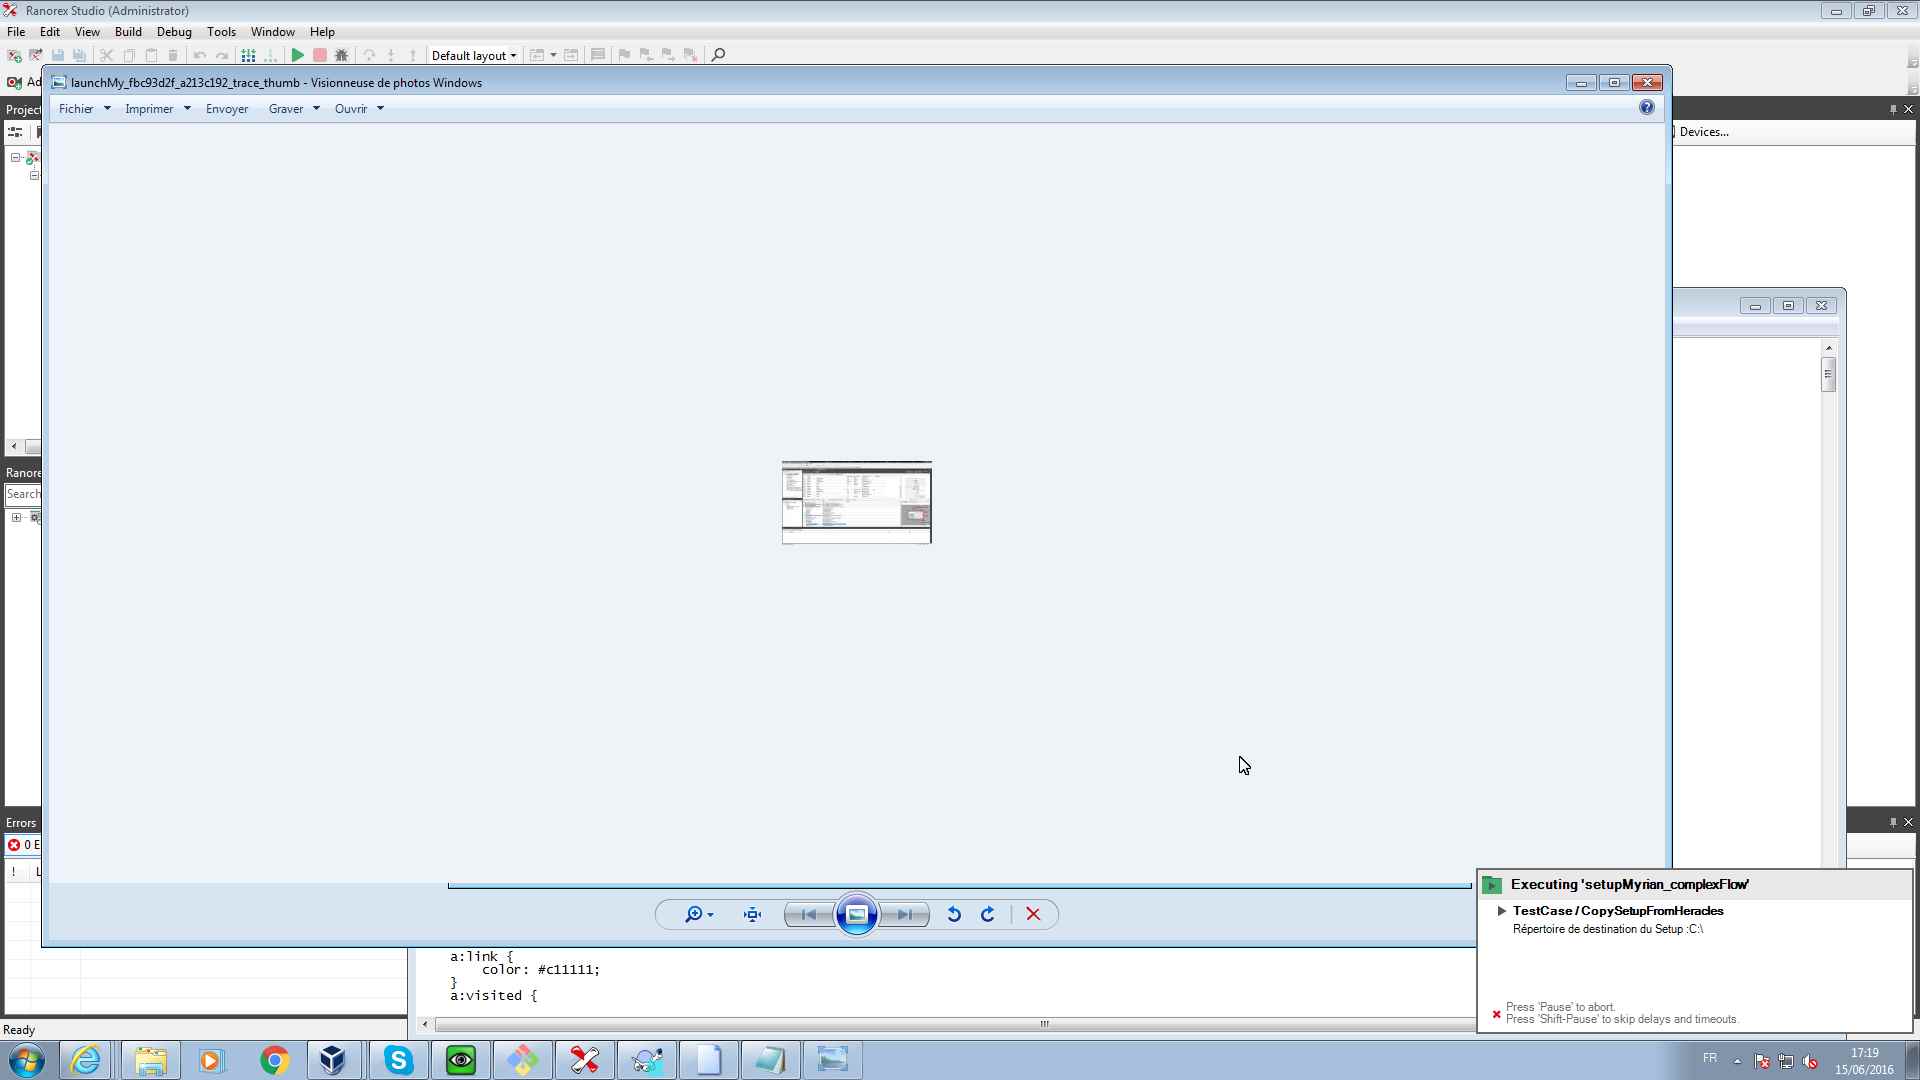 Ranorex Studio (Administrator)
File Edit View Build Debug Tools Window Help
Default layout
Ad
launchMy_fbc93d2f_a213c192_trace_thumb - Visionneuse de photos Windows
Fichier Imprimer Envoyer Graver Ouvrir
Project
Devices...
Ranore
Search
Errors
0 E
!
Executing 'setupMyrian_complexFlow'
TestCase / CopySetupFromHeracles
Répertoire de destination du Setup :C:\
Press 'Pause' to abort.
Press 'Shift-Pause' to skip delays and timeouts.
a:link {
color: #c11111;
}
a:visited {
Ready
FR
17:19
15/06/2016